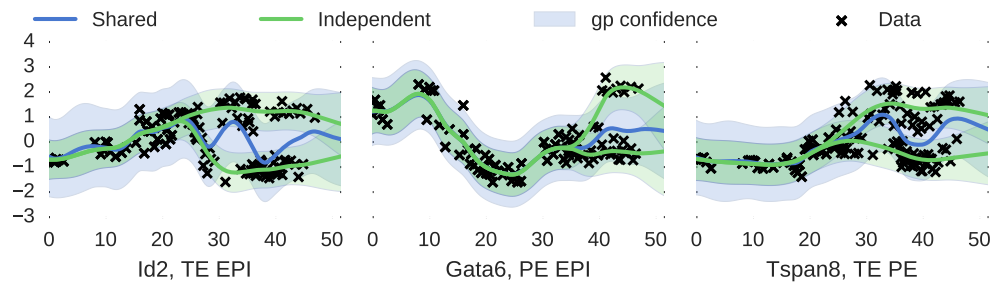 Shared Independent gp confidence Data
4
3
2
1
0
−1
−2
−3
0 10 20 30 40 50 0 10 20 30 40 50 0 10 20 30 40 50
Id2, TE EPI Gata6, PE EPI Tspan8, TE PE